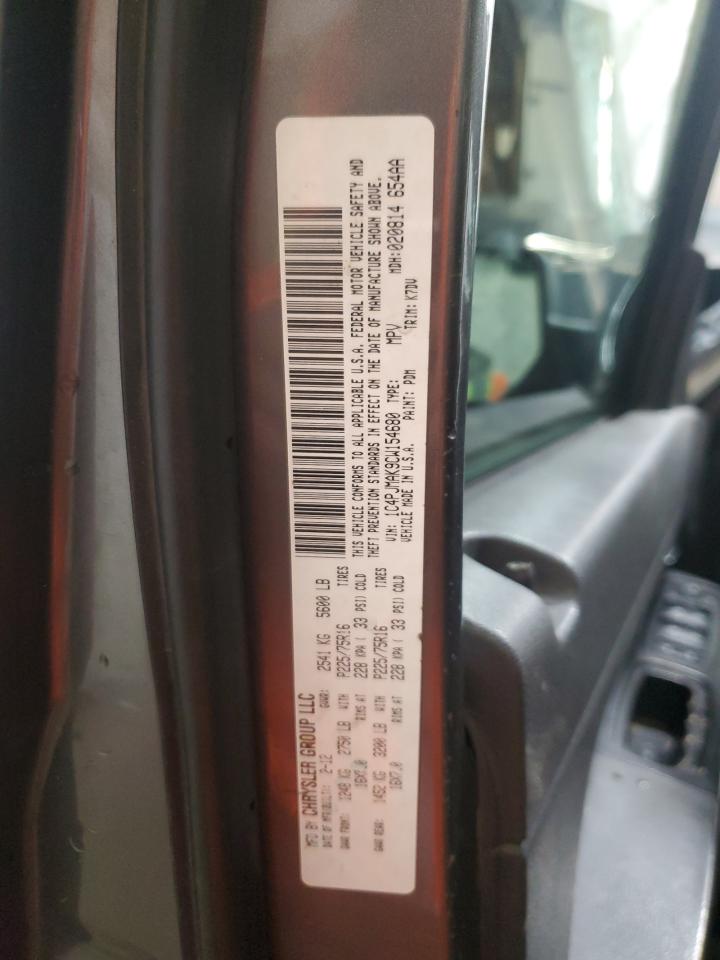 MFD BY CHRYSLER GROUP LLC
DATE OF MFR: 2-12 GVWR: 2541 KG 5600 LB
GAWR FRONT: 1248 KG 2750 LB WITH P225/75R16 TIRES
16X7.0 RIMS AT 228 KPA ( 33 PSI) COLD
GAWR REAR: 1452 KG 3200 LB WITH P225/75R16 TIRES
16X7.0 RIMS AT 228 KPA ( 33 PSI) COLD
THIS VEHICLE CONFORMS TO ALL APPLICABLE U.S.A. FEDERAL MOTOR VEHICLE SAFETY AND
THEFT PREVENTION STANDARDS IN EFFECT ON THE DATE OF MANUFACTURE SHOWN ABOVE.
VIN: 1C4PJMAK9CW154680 TYPE: MPV MDH:020814 654AA
VEHICLE MADE IN U.S.A. PAINT: PDM TRIM: K7DV